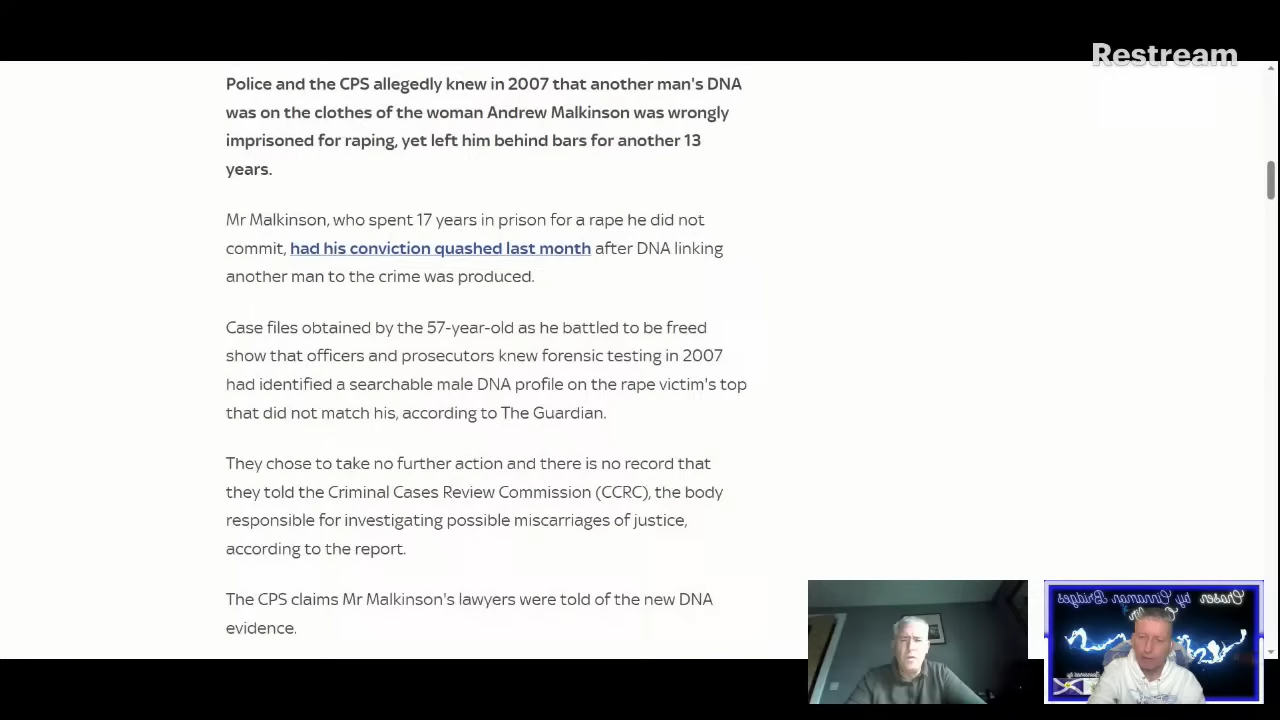 Restream
Police and the CPS allegedly knew in 2007 that another man's DNA
was on the clothes of the woman Andrew Malkinson was wrongly
imprisoned for raping, yet left him behind bars for another 13
years.
Mr Malkinson, who spent 17 years in prison for a rape he did not
commit, had his conviction quashed last month after DNA linking
another man to the crime was produced.
Case files obtained by the 57-year-old as he battled to be freed
show that officers and prosecutors knew forensic testing in 2007
had identified a searchable male DNA profile on the rape victim's top
that did not match his, according to The Guardian.
They chose to take no further action and there is no record that
they told the Criminal Cases Review Commission (CCRC), the body
responsible for investigating possible miscarriages of justice,
according to the report.
The CPS claims Mr Malkinson's lawyers were told of the new DNA
evidence.
by Cinnamon Bridges